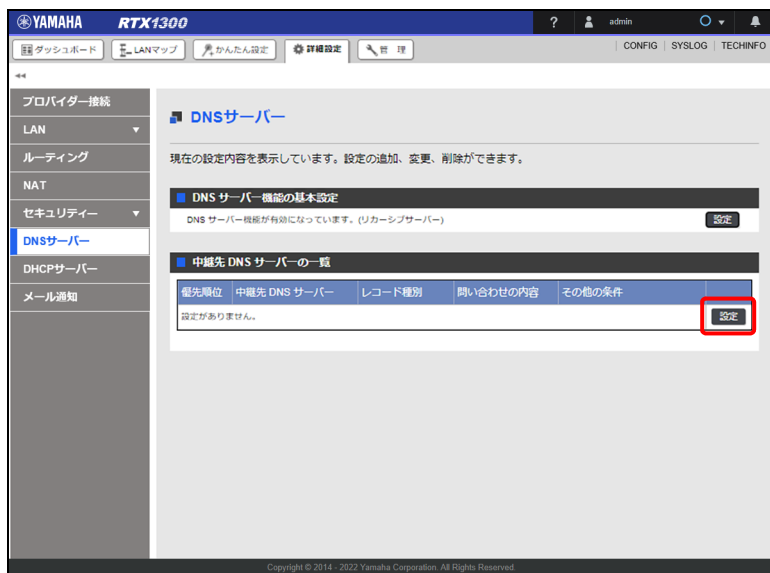 YAMAHA RTX1300 ? admin
ダッシュボード LANマップ かんたん設定 詳細設定 管 理 CONFIG SYSLOG TECHINFO
プロバイダー接続
LAN
ルーティング
NAT
セキュリティー
DNSサーバー
DHCPサーバー
メール通知
DNSサーバー
現在の設定内容を表示しています。設定の追加、変更、削除ができます。
DNS サーバー機能の基本設定
DNS サーバー機能が有効になっています。(リカーシブサーバー) 設定
中継先 DNS サーバーの一覧
優先順位 中継先 DNS サーバー レコード種別 問い合わせの内容 その他の条件
設定がありません。 設定
Copyright © 2014 - 2022 Yamaha Corporation. All Rights Reserved.